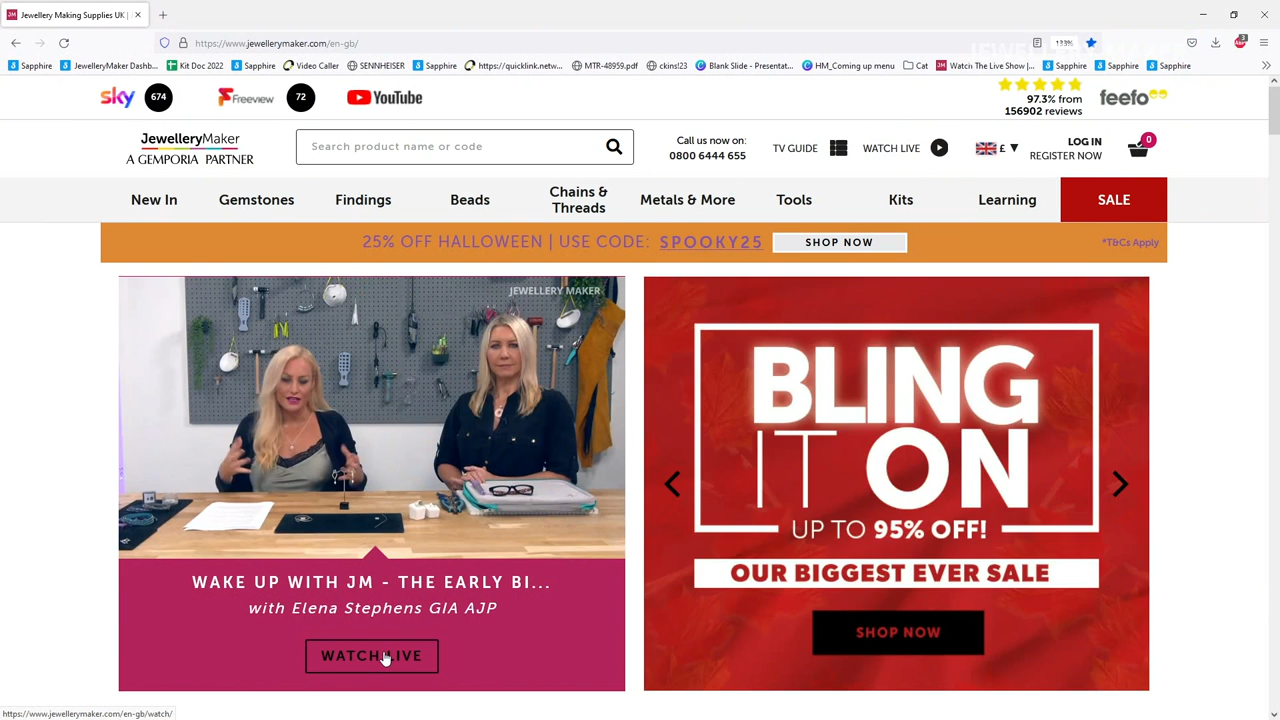 Jewellery Making Supplies UK |
https://www.jewellerymaker.com/en-gb/
133%
Sapphire
JewelleryMaker Dashb...
Kit Doc 2022
Sapphire
Video Caller
SENNHEISER
Sapphire
https://quicklink.netw...
MTR-48959.pdf
ckins!23
Blank Slide - Presentat...
HM_Coming up menu
Cat
Watch The Live Show |...
Sapphire
Sapphire
Sapphire
sky 674 Freeview 72 YouTube
97.3% from
156902 reviews
feefo
JewelleryMaker
A GEMPORIA PARTNER
Search product name or code
Call us now on:
0800 6444 655
TV GUIDE
WATCH LIVE
£
LOG IN
REGISTER NOW
0
New In
Gemstones
Findings
Beads
Chains &
Threads
Metals & More
Tools
Kits
Learning
SALE
25% OFF HALLOWEEN | USE CODE: SPOOKY25 SHOP NOW
*T&Cs Apply
JEWELLERY MAKER
WAKE UP WITH JM - THE EARLY BI...
with Elena Stephens GIA AJP
WATCH LIVE
BLING
IT ON
UP TO 95% OFF!
OUR BIGGEST EVER SALE
SHOP NOW
https://www.jewellerymaker.com/en-gb/watch/